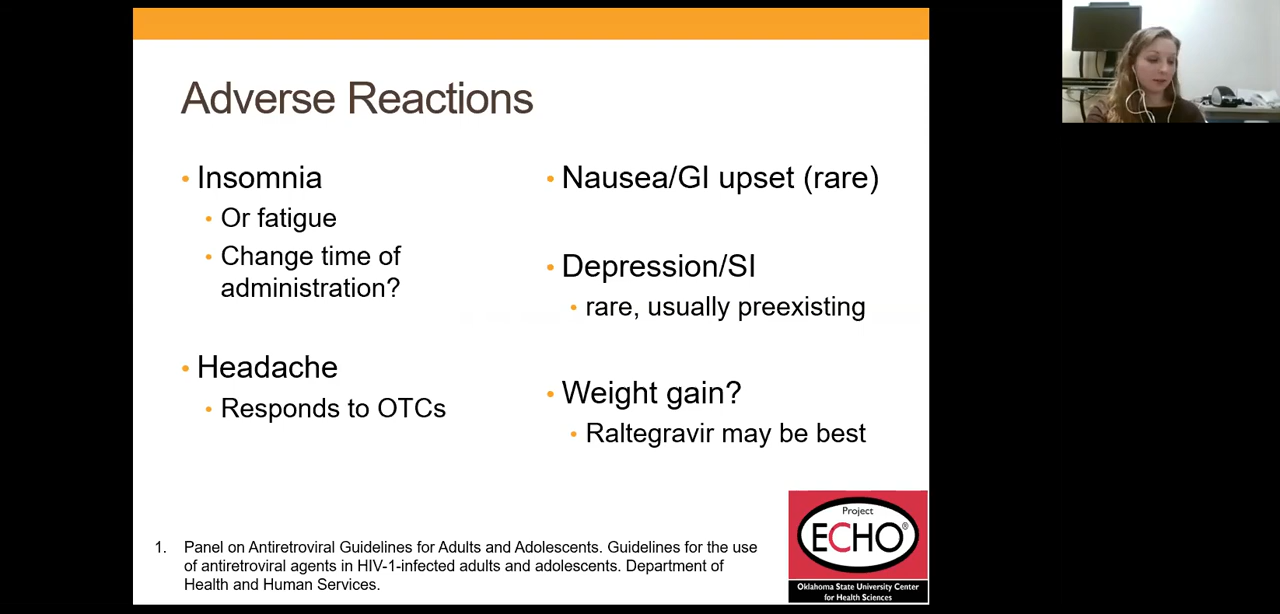 Adverse Reactions
• Insomnia
• Or fatigue
• Change time of
administration?
• Headache
• Responds to OTCs
• Nausea/GI upset (rare)
• Depression/SI
• rare, usually preexisting
• Weight gain?
• Raltegravir may be best
1. Panel on Antiretroviral Guidelines for Adults and Adolescents. Guidelines for the use
of antiretroviral agents in HIV-1-infected adults and adolescents. Department of
Health and Human Services.
Project
ECHO®
Oklahoma State University Center
for Health Sciences